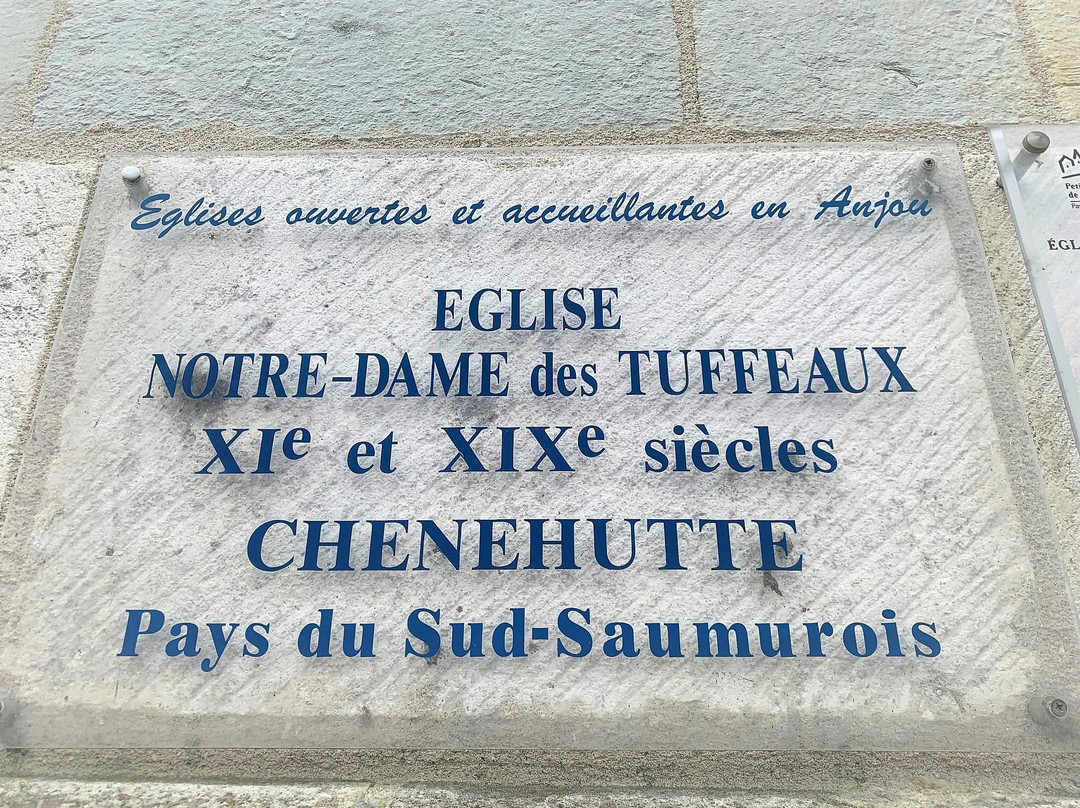 Eglises ouvertes et accueillantes en Anjou
EGLISE
NOTRE-DAME des TUFFEAUX
XIe et XIXe siècles
CHENEHUTTE
Pays du Sud-Saumurois